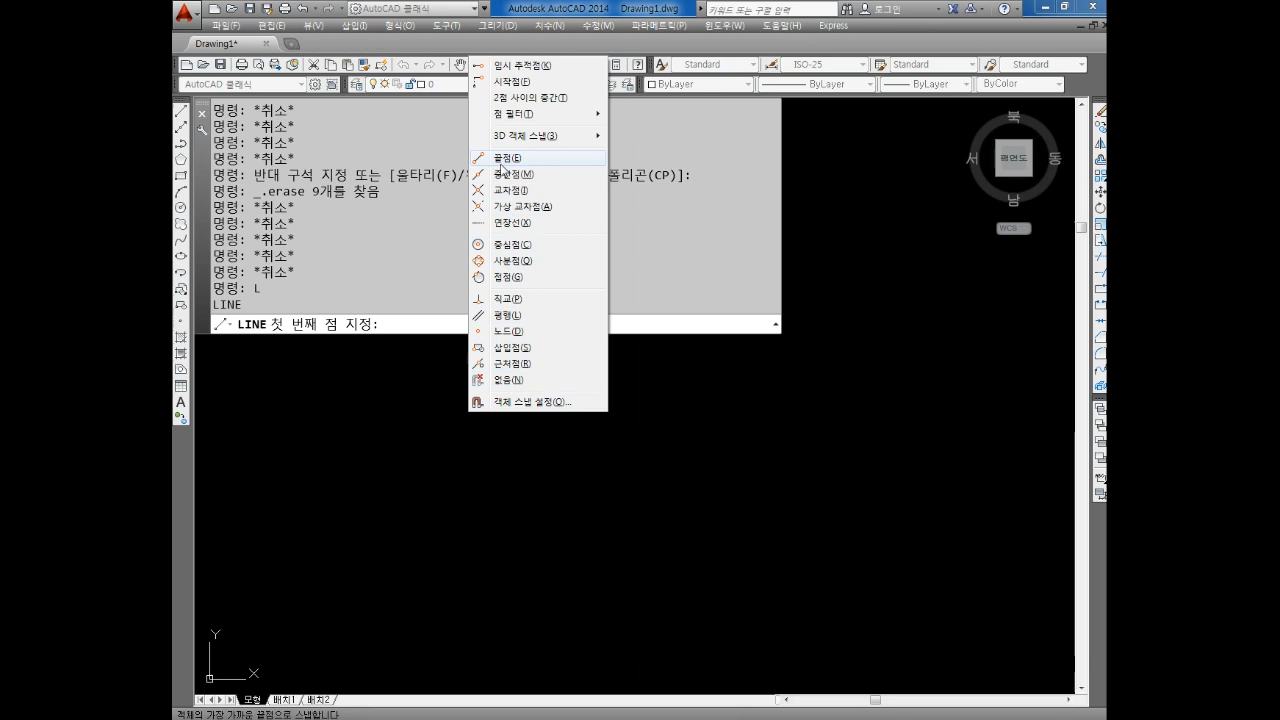 AutoCAD 클래식
Autodesk AutoCAD 2014 Drawing1.dwg
키워드 또는 구절 입력
로그인
파일(F) 편집(E) 뷰(V) 삽입(I) 형식(O) 도구(T) 그리기(D) 치수(N) 수정(M) 파라메트릭(P) 윈도우(W) 도움말(H) Express
Drawing1*
Standard ISO-25 Standard Standard
AutoCAD 클래식 0 ByLayer ByLayer ByLayer ByColor
임시 추적점(K)
시작점(F)
2점 사이의 중간(T)
점 필터(T)
3D 객체 스냅(3)
끝점(E)
중간점(M)
교차점(I)
가상 교차점(A)
연장선(X)
중심점(C)
사분점(Q)
접점(G)
직교(P)
평행(L)
노드(D)
삽입점(S)
근처점(R)
없음(N)
객체 스냅 설정(O)...
명령: *취소*
명령: *취소*
명령: *취소*
명령: *취소*
명령: 반대 구석 지정 또는 [울타리(F)/ 폴리곤(CP)]:
명령: _.erase 9개를 찾음
명령: *취소*
명령: *취소*
명령: *취소*
명령: *취소*
명령: *취소*
명령: L
LINE
LINE 첫 번째 점 지정:
북
서 평면도 동
남
WCS
Y
X
모형 배치1 배치2
객체의 가장 가까운 끝점으로 스냅합니다